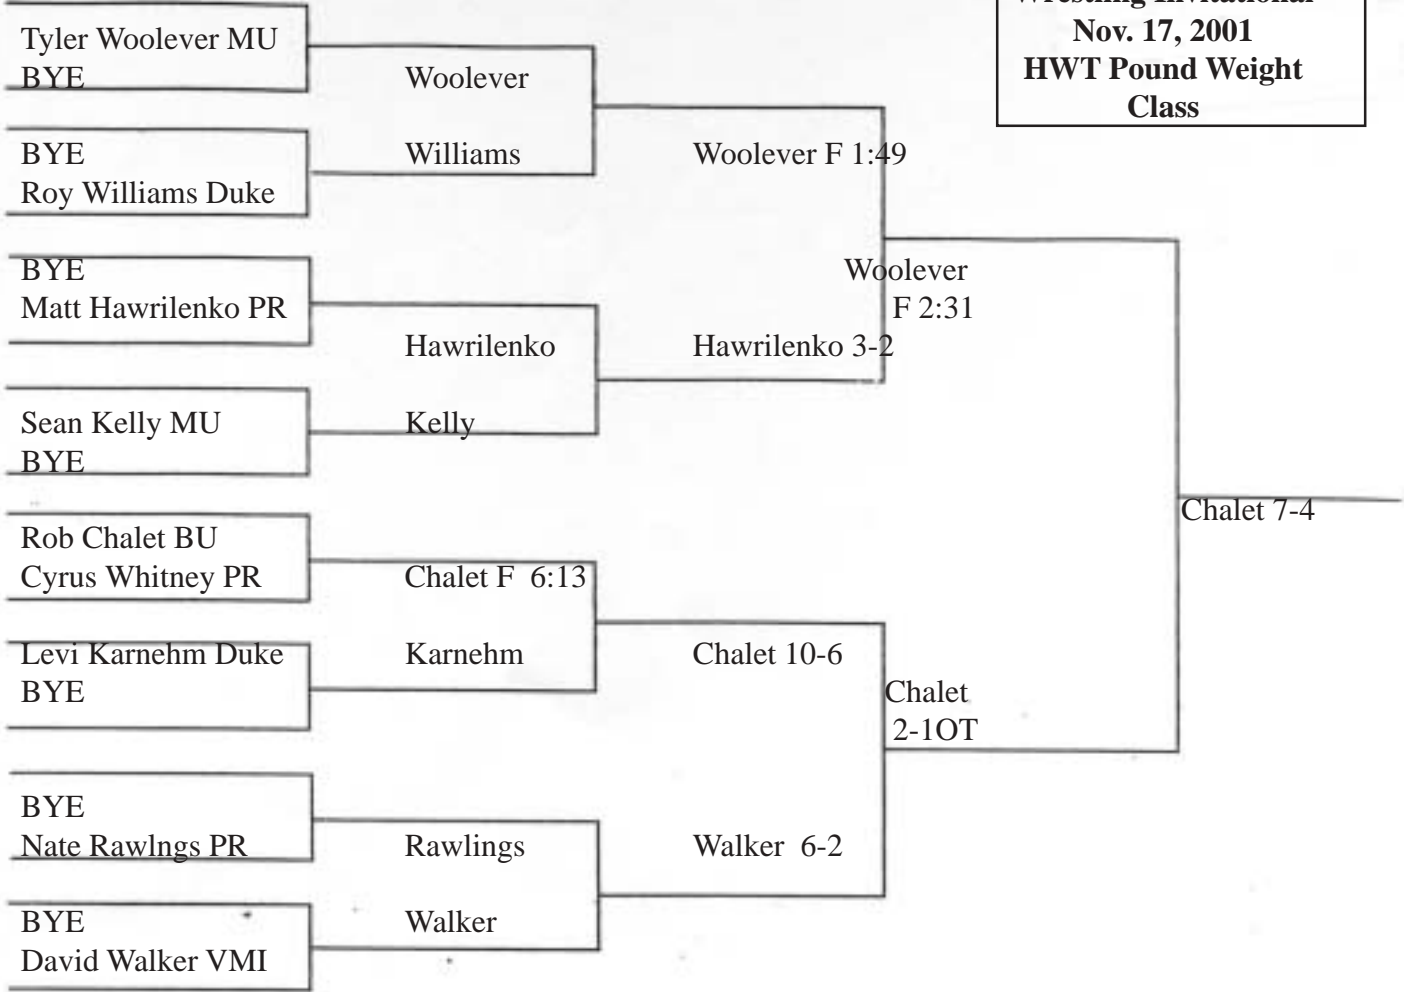 Wrestling Invitational
Nov. 17, 2001
HWT Pound Weight
Class
Tyler Woolever MU
BYE
BYE
Roy Williams Duke
BYE
Matt Hawrilenko PR
Sean Kelly MU
BYE
Rob Chalet BU
Cyrus Whitney PR
Levi Karnehm Duke
BYE
BYE
Nate Rawlngs PR
BYE
David Walker VMI
Woolever
Williams
Hawrilenko
Kelly
Chalet F 6:13
Karnehm
Rawlings
Walker
Woolever F 1:49
Hawrilenko 3-2
Chalet 10-6
Walker 6-2
Woolever
F 2:31
Chalet
2-1OT
Chalet 7-4